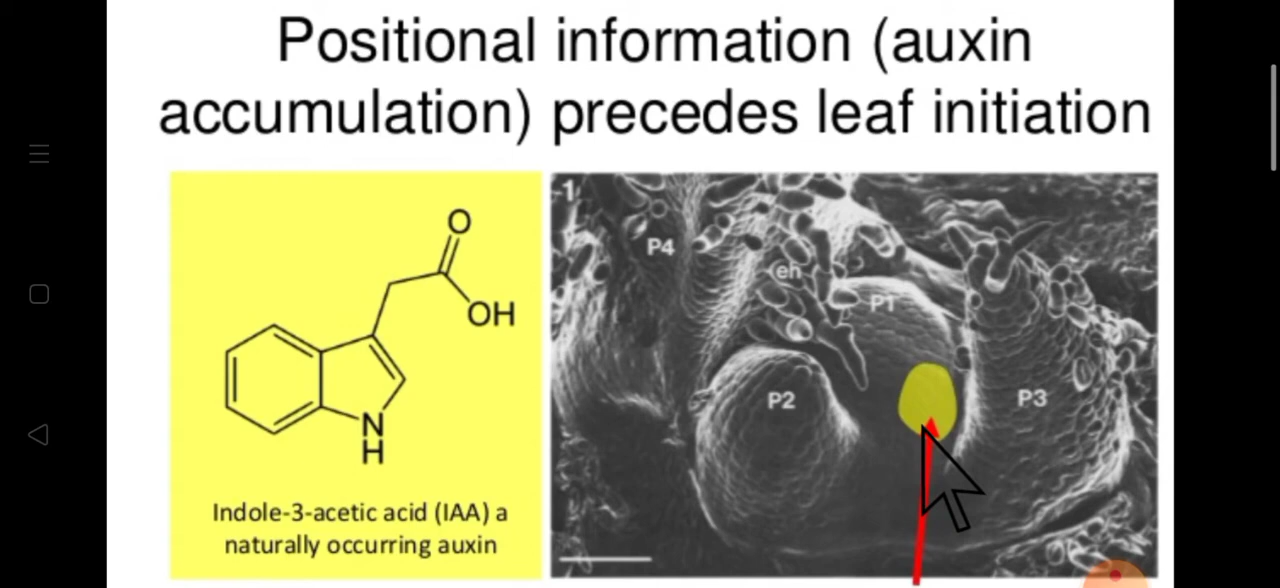 Positional information (auxin
accumulation) precedes leaf initiation
O
OH
N
H
Indole-3-acetic acid (IAA) a
naturally occurring auxin
1
P4
eh
P1
P2
P3